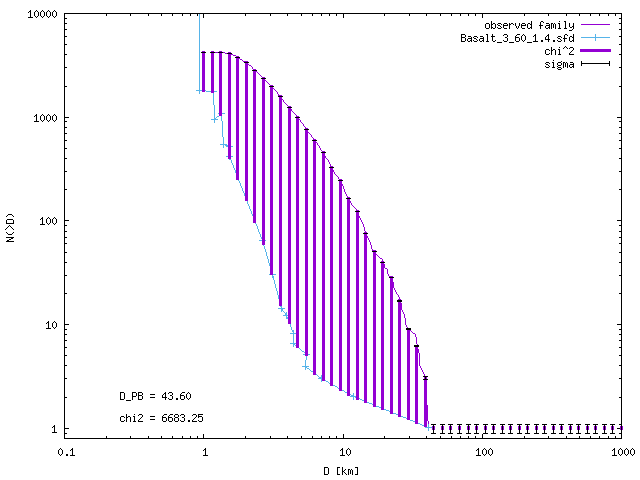 10000
observed family
Basalt_3_60_1.4.sfd
chi^2
sigma
1000
N(>D)
100
10
D_PB = 43.60
chi2 = 6683.25
1
0.1 1 10 100 1000
D [km]